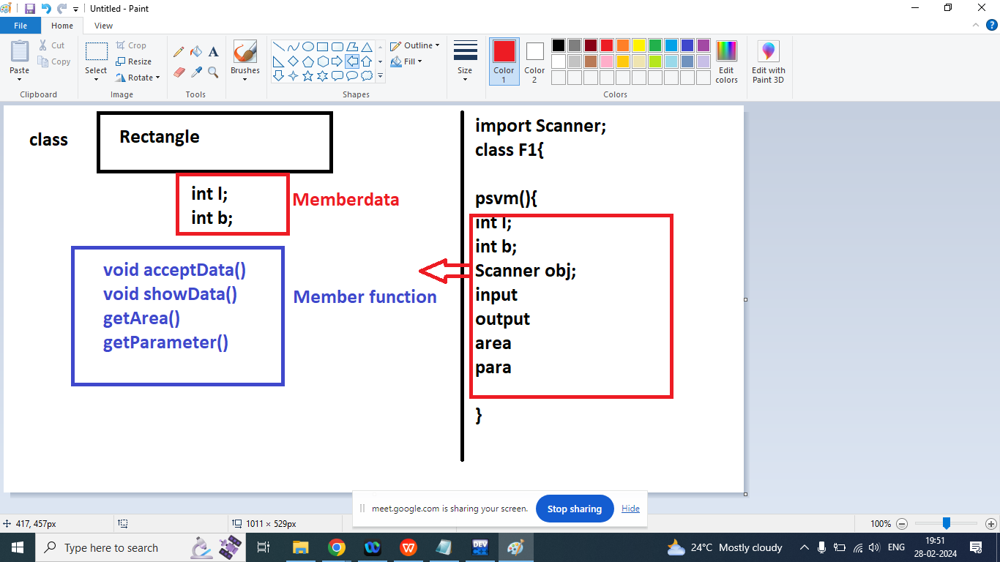 Untitled - Paint
File
Home
View
Paste
Cut
Copy
Clipboard
Select
Crop
Resize
Rotate
Image
A
Tools
Brushes
Outline
Fill
Shapes
Size
Color 1
Color 2
Edit colors
Colors
Edit with Paint 3D
class
Rectangle
int l;
int b;
Memberdata
void acceptData()
void showData()
getArea()
getParameter()
Member function
import Scanner;
class F1{
psvm(){
int l;
int b;
Scanner obj;
input
output
area
para
}
meet.google.com is sharing your screen.
Stop sharing
Hide
417, 457px
1011 × 529px
100%
Type here to search
DEV
24°C Mostly cloudy
ENG
19:51
28-02-2024